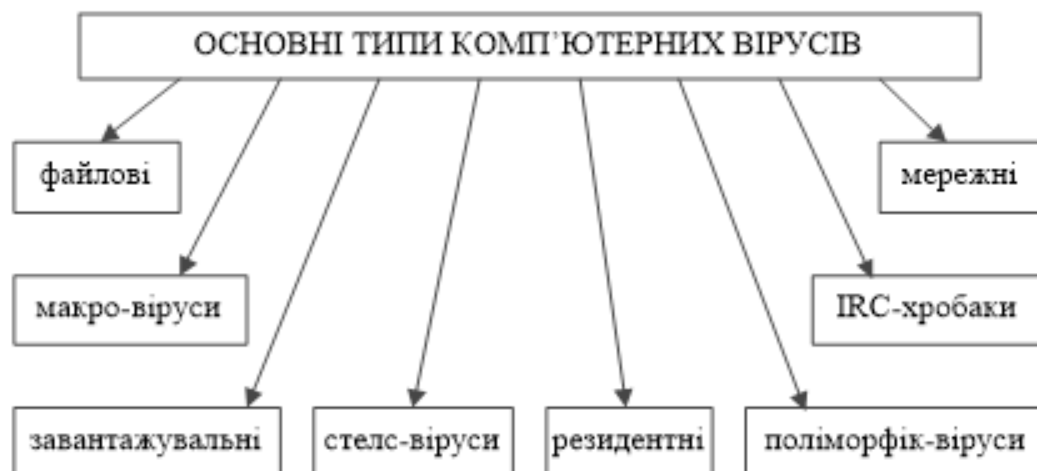 ОСНОВНІ ТИПИ КОМП'ЮТЕРНИХ ВІРУСІВ
файлові
мережні
макро-віруси
IRC-хробаки
завантажувальні
стелс-віруси
резидентні
поліморфік-віруси